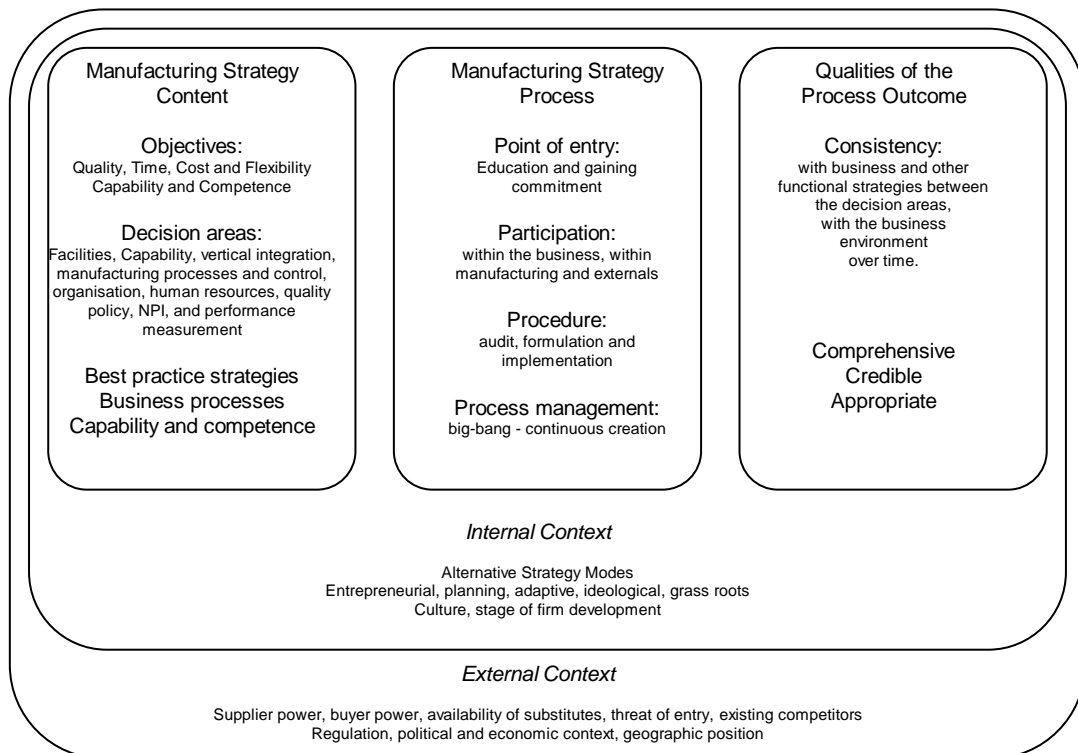 Manufacturing Strategy
Content
Objectives:
Quality, Time, Cost and Flexibility
Capability and Competence
Decision areas:
Facilities, Capability, vertical integration,
manufacturing processes and control,
organisation, human resources, quality
policy, NPI, and performance
measurement
Best practice strategies
Business processes
Capability and competence
Manufacturing Strategy
Process
Point of entry:
Education and gaining
commitment
Participation:
within the business, within
manufacturing and externals
Procedure:
audit, formulation and
implementation
Process management:
big-bang - continuous creation
Qualities of the
Process Outcome
Consistency:
with business and other
functional strategies between
the decision areas,
with the business
environment
over time.
Comprehensive
Credible
Appropriate
Internal Context
Alternative Strategy Modes
Entrepreneurial, planning, adaptive, ideological, grass roots
Culture, stage of firm development
External Context
Supplier power, buyer power, availability of substitutes, threat of entry, existing competitors
Regulation, political and economic context, geographic position